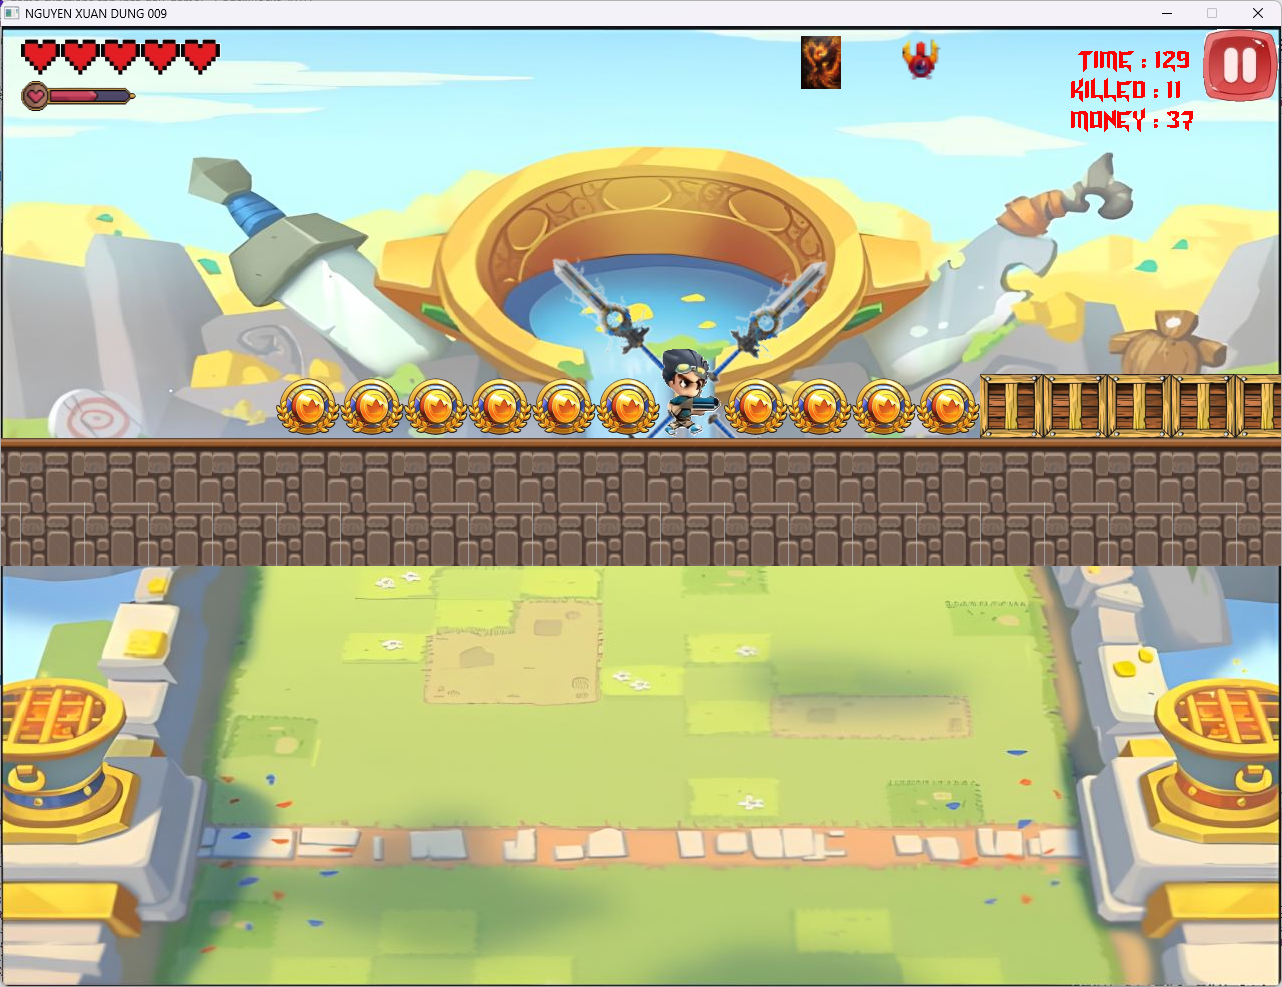 NGUYEN XUAN DUNG 009
TIME : 129
KILLED : 11
MONEY : 37